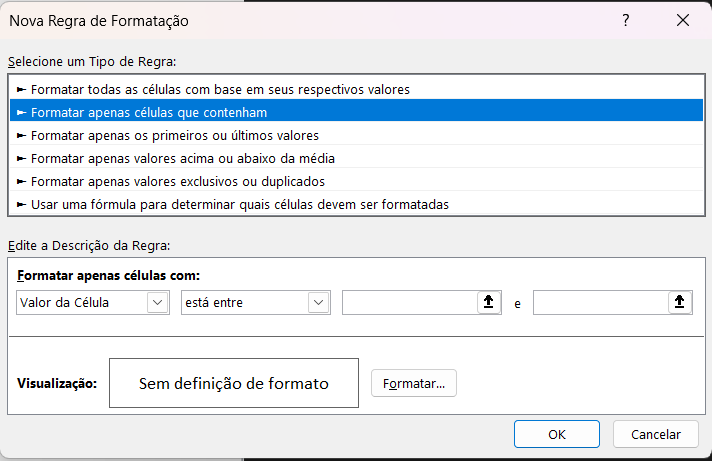 Nova Regra de Formatação ?
Selecione um Tipo de Regra:
► Formatar todas as células com base em seus respectivos valores
► Formatar apenas células que contenham
► Formatar apenas os primeiros ou últimos valores
► Formatar apenas valores acima ou abaixo da média
► Formatar apenas valores exclusivos ou duplicados
► Usar uma fórmula para determinar quais células devem ser formatadas
Edite a Descrição da Regra:
Formatar apenas células com:
Valor da Célula está entre e
Visualização: Sem definição de formato Formatar...
OK Cancelar